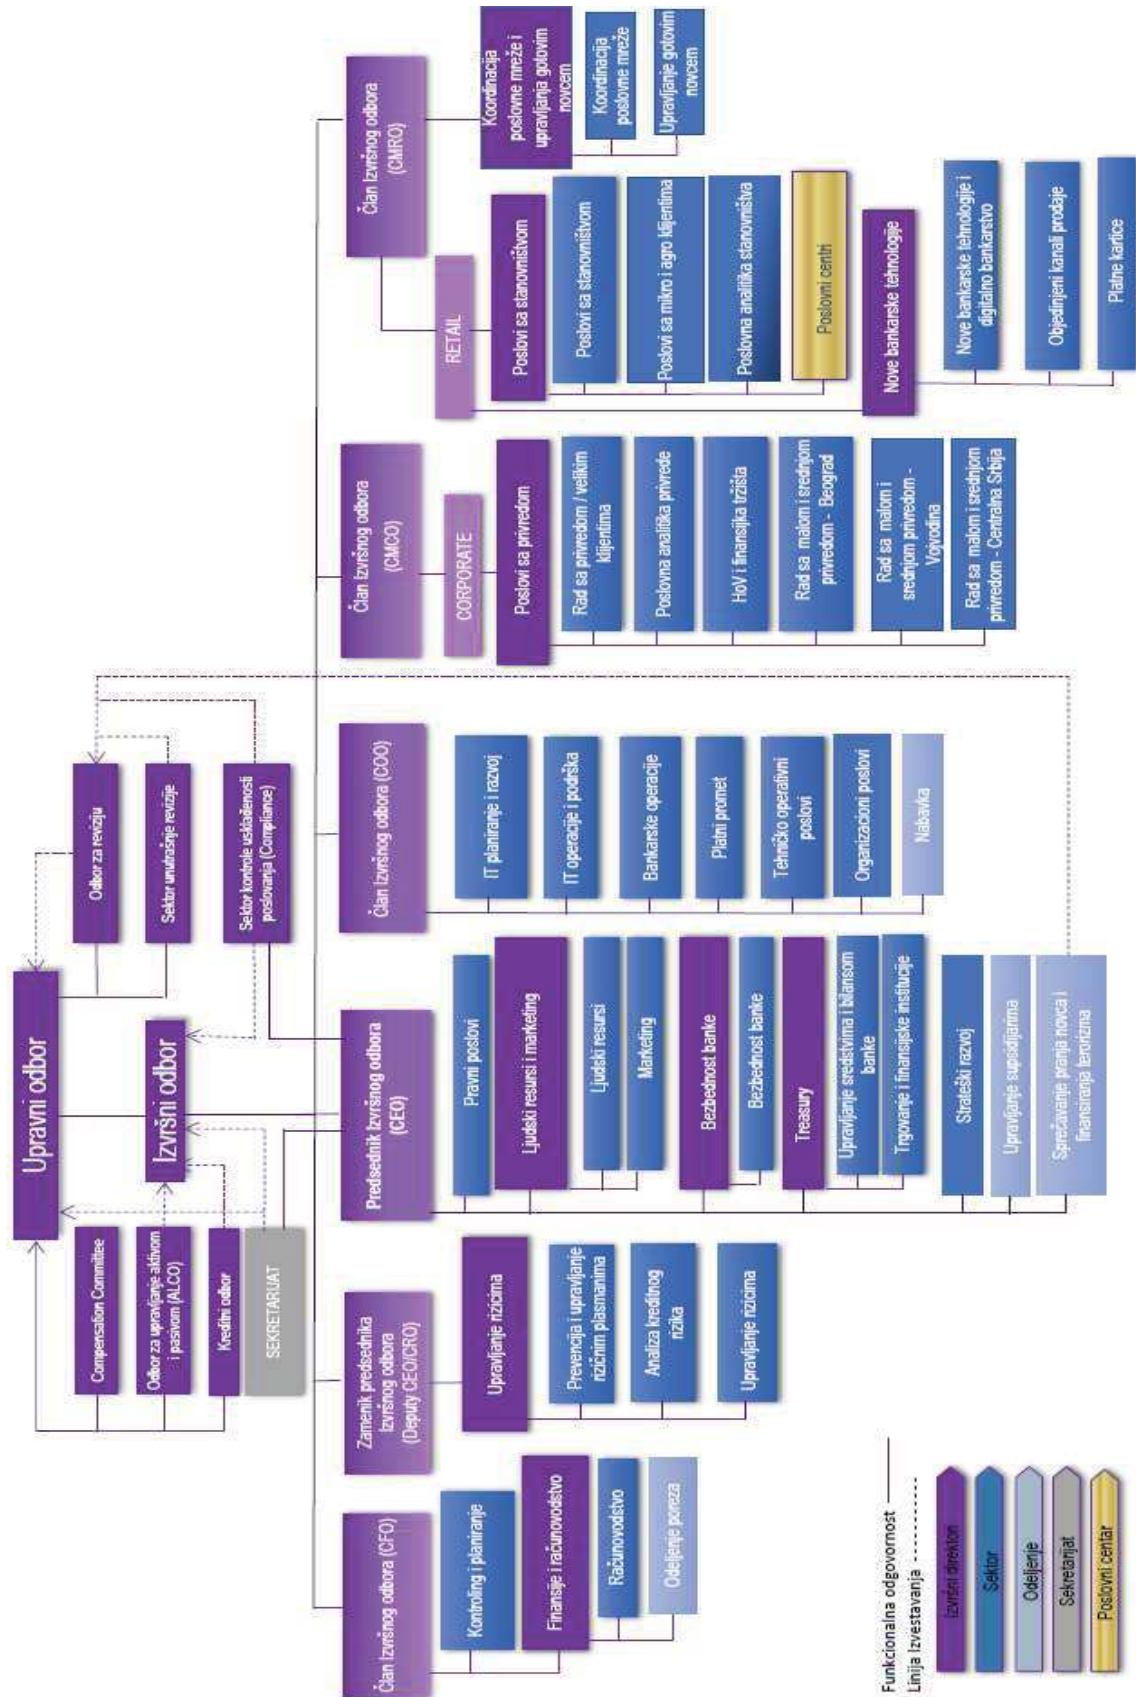 Upravni odbor
Izvršni odbor
Compensation Committee
Odbor za upravljanje aktivom
i pasivom (ALCO)
Kreditni odbor
SEKRETARIJAT
Odbor za reviziju
Sektor unutrašnje revizije
Sektor kontrole usklađenosti
poslovanja (Compliance)
Član Izvršnog odbora (CFO)
Kontroling i planiranje
Finansije i računovodstvo
Računovodstvo
Odeljenje poreza
Zamenik predsednika
Izvršnog odbora
(Deputy CEO/CRO)
Upravljanje rizicima
Prevencija i upravljanje
rizičnim plasmanima
Analiza kreditnog
rizika
Upravljanje rizicima
Predsednik Izvršnog odbora
(CEO)
Pravni poslovi
Ljudski resursi i marketing
Ljudski resursi
Marketing
Bezbednost banke
Bezbednost banke
Treasury
Upravljanje sredstvima i bilansom
banke
Trgovanje i finansijske institucije
Strateški razvoj
Upravljanje supsidijarima
Sprečavanje pranja novca i
finansiranja terorizma
Član Izvršnog odbora (COO)
IT planiranje i razvoj
IT operacije i podrška
Bankarske operacije
Platni promet
Tehničko operativni
poslovi
Organizacioni poslovi
Nabavka
Član Izvršnog odbora
(CMCO)
CORPORATE
Poslovi sa privredom
Rad sa privredom / velikim
klijentima
Poslovna analitika privrede
HoV i finansijka tržišta
Rad sa malom i srednjom
privredom - Beograd
Rad sa malom i
srednjom privredom -
Vojvodina
Rad sa malom i srednjom
privredom - Centralna Srbija
Član Izvršnog odbora
(CMRO)
RETAIL
Poslovi sa stanovništvom
Poslovi sa stanovništvom
Poslovi sa mikro i agro klijentima
Poslovna analitika stanovništva
Poslovni centri
Nove bankarske tehnologije
Nove bankarske tehnologije i
digitalno bankarstvo
Objedinjeni kanali prodaje
Platne kartice
Koordinacija
poslovne mreže i
upravljanja gotovim
novcem
Koordinacija
poslovne mreže
Upravljanje gotovim
novcem
Funkcionalna odgovornost
Linija Izvestavanja
Izvršni direktori
Sektor
Odeljenje
Sekretarijat
Poslovni centar